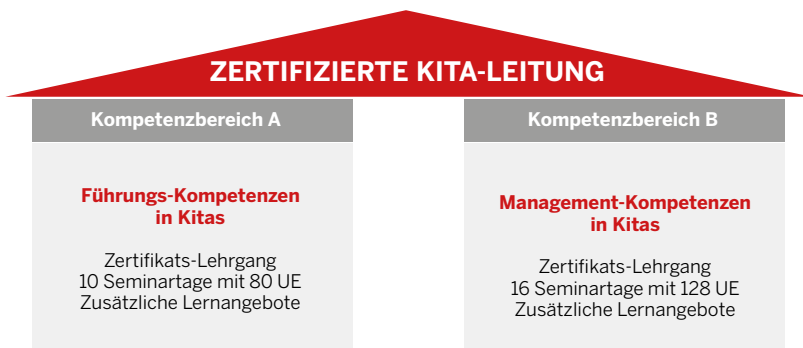 ZERTIFIZIERTE KITA-LEITUNG
Kompetenzbereich A
Führungs-Kompetenzen
in Kitas
Zertifikats-Lehrgang
10 Seminartage mit 80 UE
Zusätzliche Lernangebote
Kompetenzbereich B
Management-Kompetenzen
in Kitas
Zertifikats-Lehrgang
16 Seminartage mit 128 UE
Zusätzliche Lernangebote